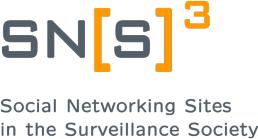 SN[S]³
Social Networking Sites
in the Surveillance Society